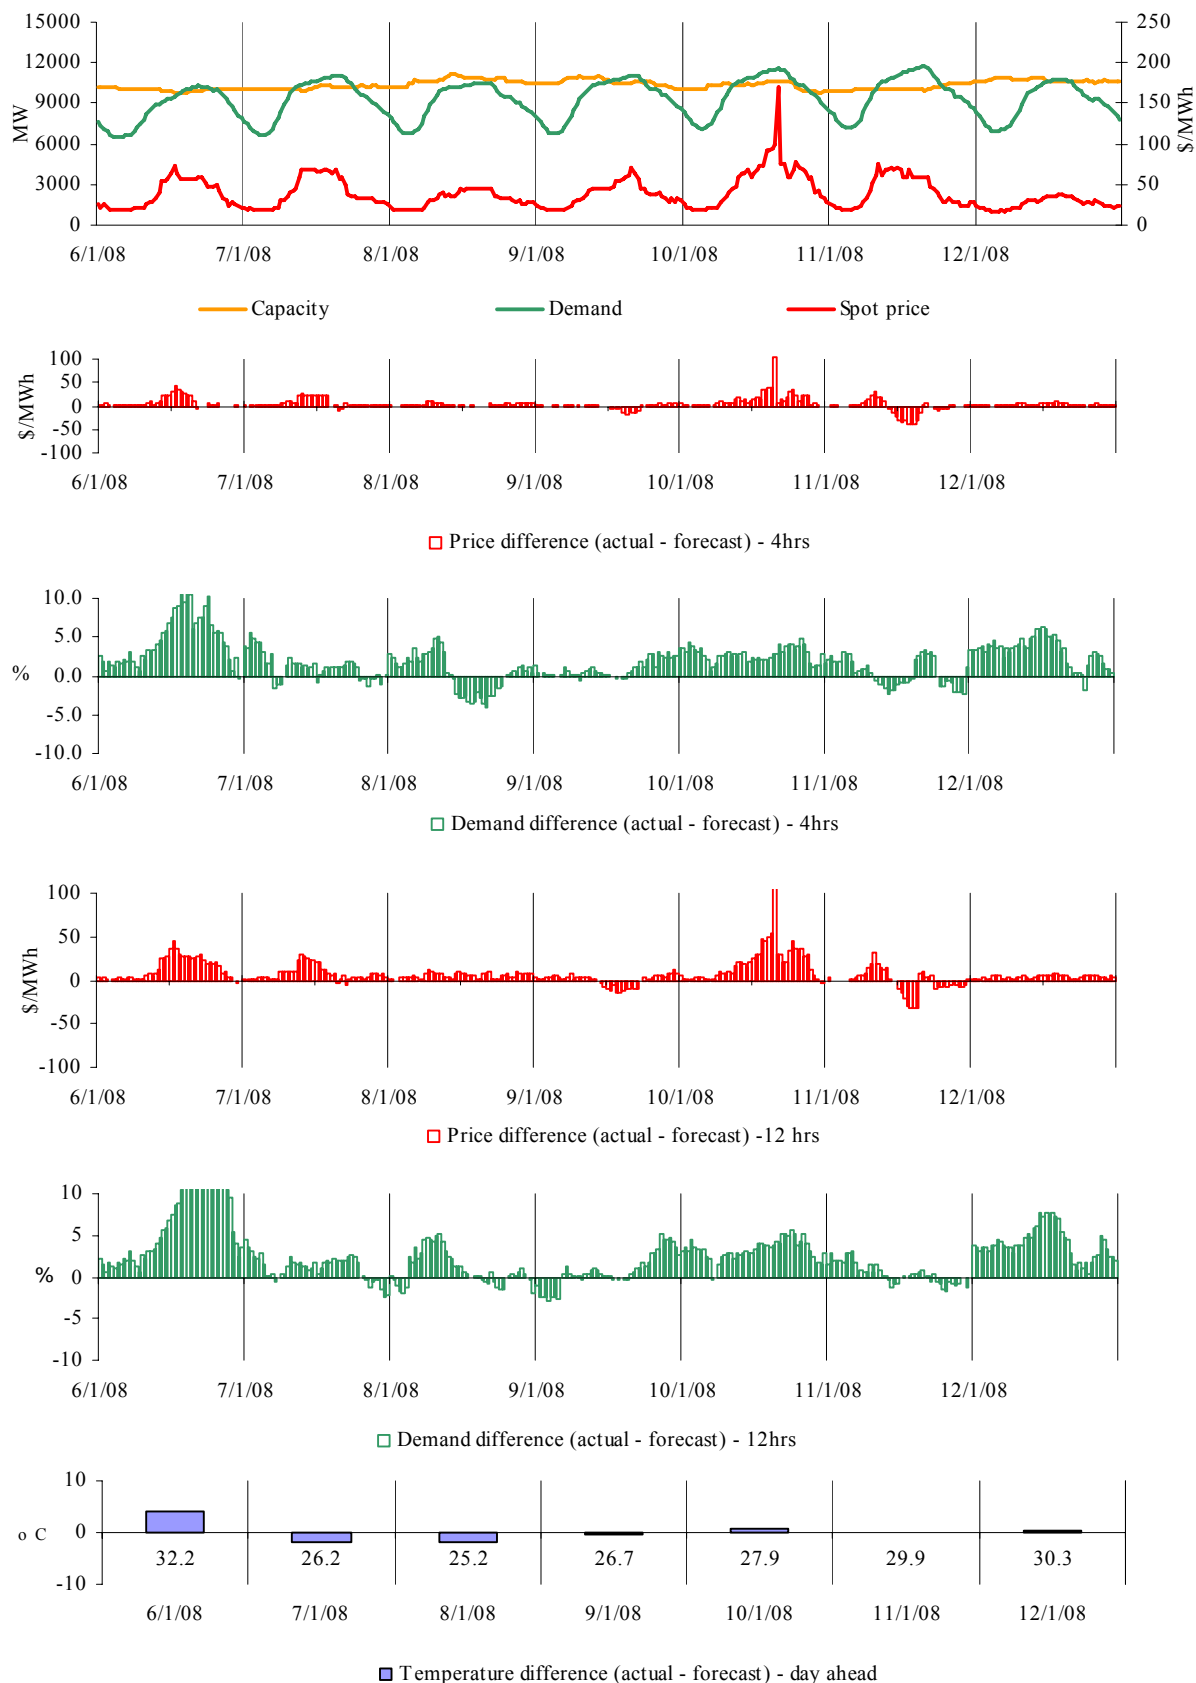 15000 250
12000 200
9000 150
6000 100
3000 50
0 0
MW
$/MWh
6/1/08 7/1/08 8/1/08 9/1/08 10/1/08 11/1/08 12/1/08
Capacity Demand Spot price
100
50
0
-50
-100
$/MWh
6/1/08 7/1/08 8/1/08 9/1/08 10/1/08 11/1/08 12/1/08
Price difference (actual - forecast) - 4hrs
10.0
5.0
0.0
-5.0
-10.0
%
6/1/08 7/1/08 8/1/08 9/1/08 10/1/08 11/1/08 12/1/08
Demand difference (actual - forecast) - 4hrs
100
50
0
-50
-100
$/MWh
6/1/08 7/1/08 8/1/08 9/1/08 10/1/08 11/1/08 12/1/08
Price difference (actual - forecast) -12 hrs
10
5
0
-5
-10
%
6/1/08 7/1/08 8/1/08 9/1/08 10/1/08 11/1/08 12/1/08
Demand difference (actual - forecast) - 12hrs
10
0
-10
o C
32.2 26.2 25.2 26.7 27.9 29.9 30.3
6/1/08 7/1/08 8/1/08 9/1/08 10/1/08 11/1/08 12/1/08
Temperature difference (actual - forecast) - day ahead